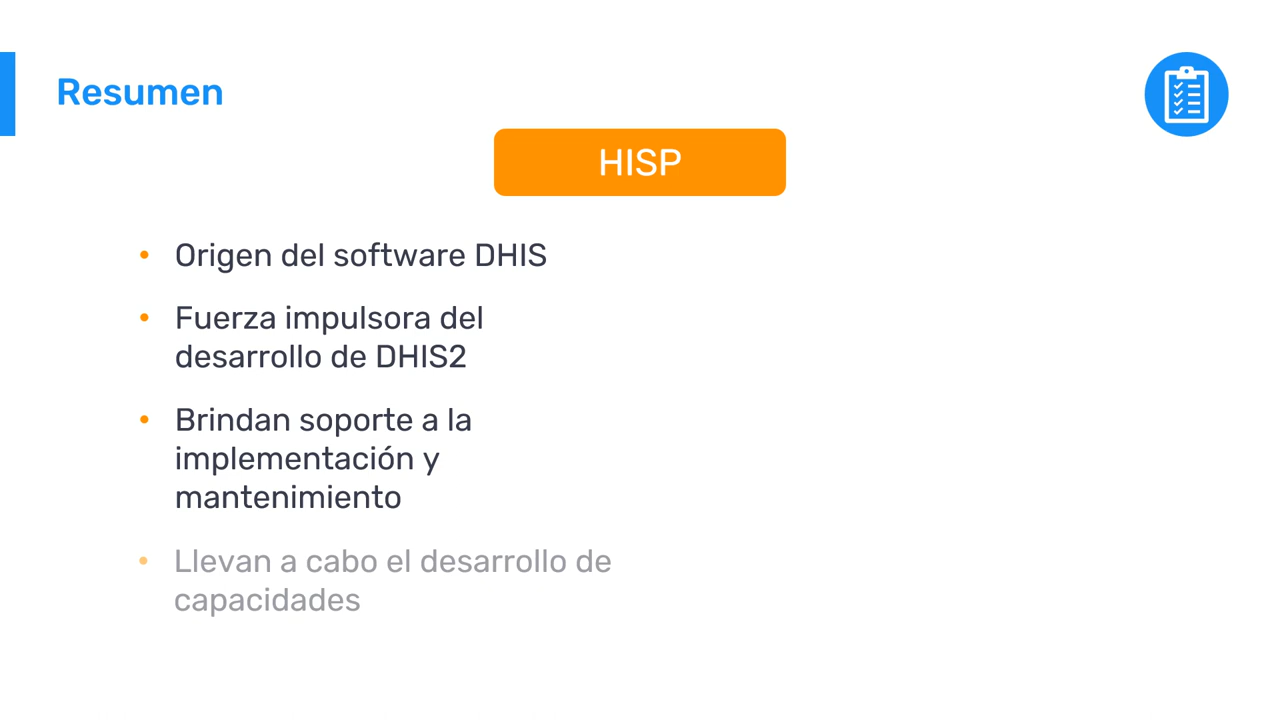 Resumen
HISP
• Origen del software DHIS
• Fuerza impulsora del
desarrollo de DHIS2
• Brindan soporte a la
implementación y
mantenimiento
• Llevan a cabo el desarrollo de
capacidades